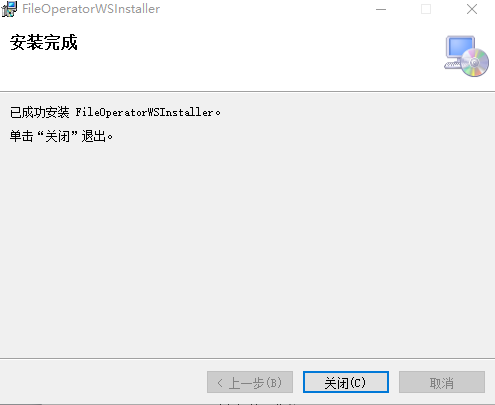 FileOperatorWSInstaller
安装完成
已成功安装 FileOperatorWSInstaller。
单击“关闭”退出。
< 上一步(B) 关闭(C) 取消